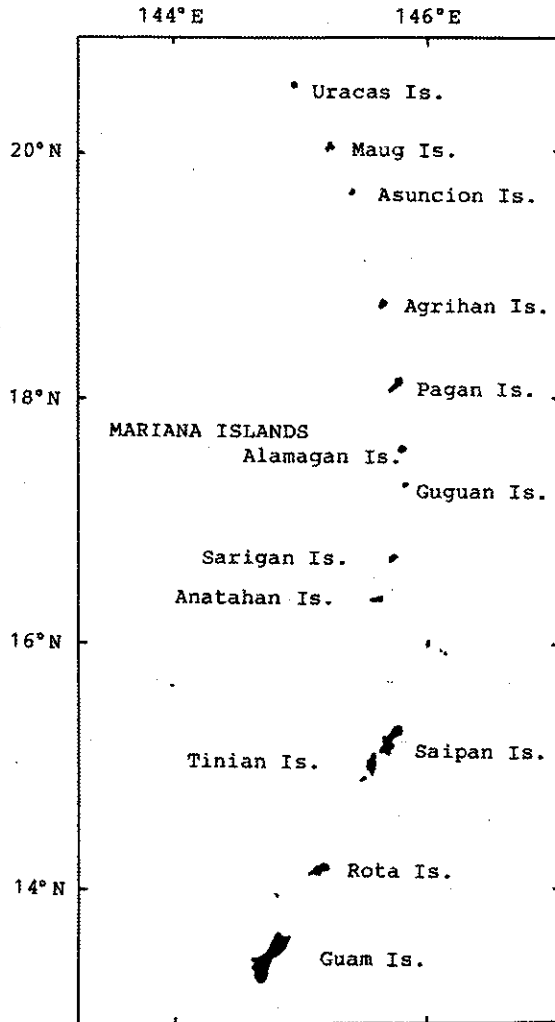 144°E 146°E
Uracas Is.
20°N
Maug Is.
Asuncion Is.
Agrihan Is.
18°N
Pagan Is.
MARIANA ISLANDS
Alamagan Is.
Guguan Is.
Sarigan Is.
Anatahan Is.
16°N
Saipan Is.
Tinian Is.
Rota Is.
14°N
Guam Is.